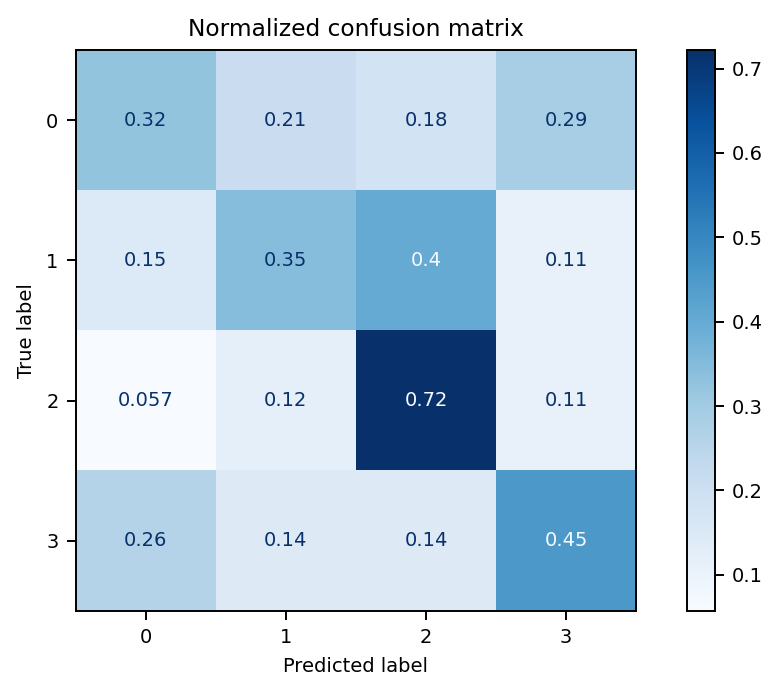 Normalized confusion matrix
True label
0 0.32 0.21 0.18 0.29
1 0.15 0.35 0.4 0.11
2 0.057 0.12 0.72 0.11
3 0.26 0.14 0.14 0.45
0 1 2 3
Predicted label
0.7
0.6
0.5
0.4
0.3
0.2
0.1